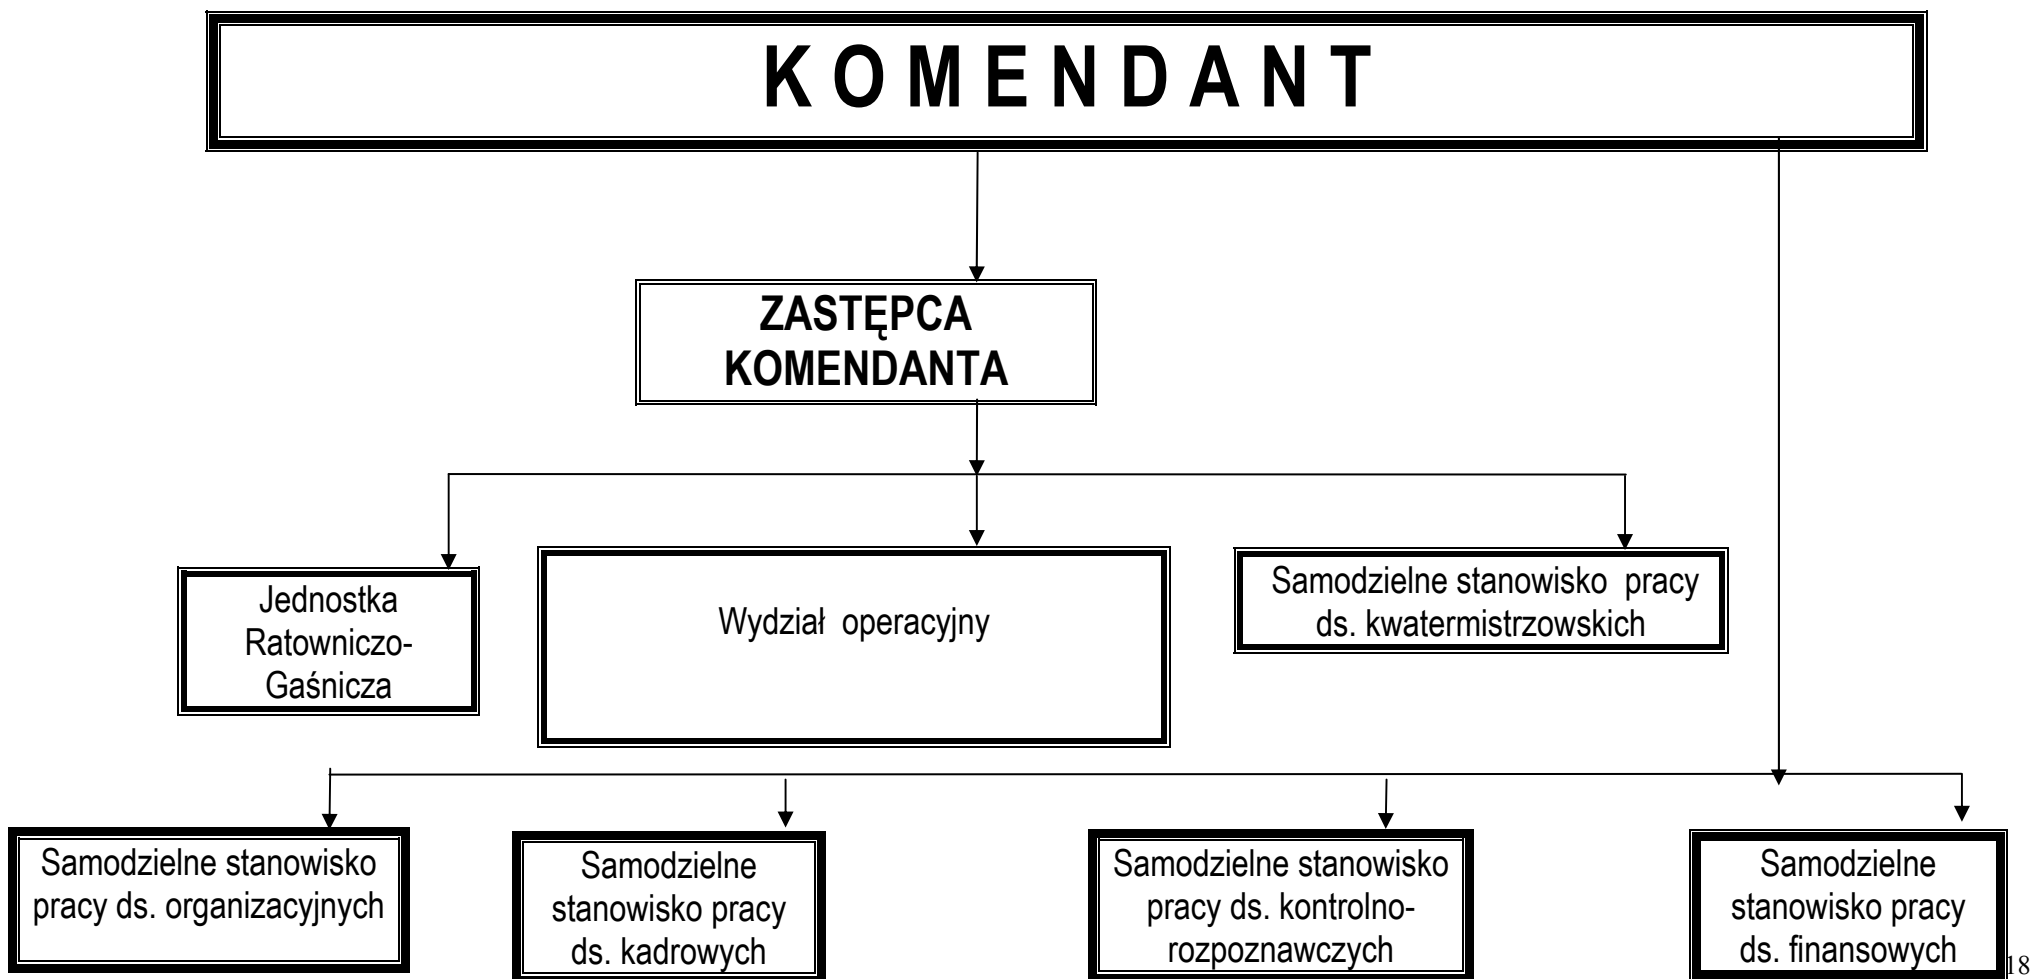 K O M E N D A N T
ZASTĘPCA
KOMENDANTA
Jednostka
Ratowniczo-
Gaśnicza
Wydział operacyjny
Samodzielne stanowisko pracy
ds. kwatermistrzowskich
Samodzielne stanowisko
pracy ds. organizacyjnych
Samodzielne
stanowisko pracy
ds. kadrowych
Samodzielne stanowisko
pracy ds. kontrolno-
rozpoznawczych
Samodzielne
stanowisko pracy
ds. finansowych
18